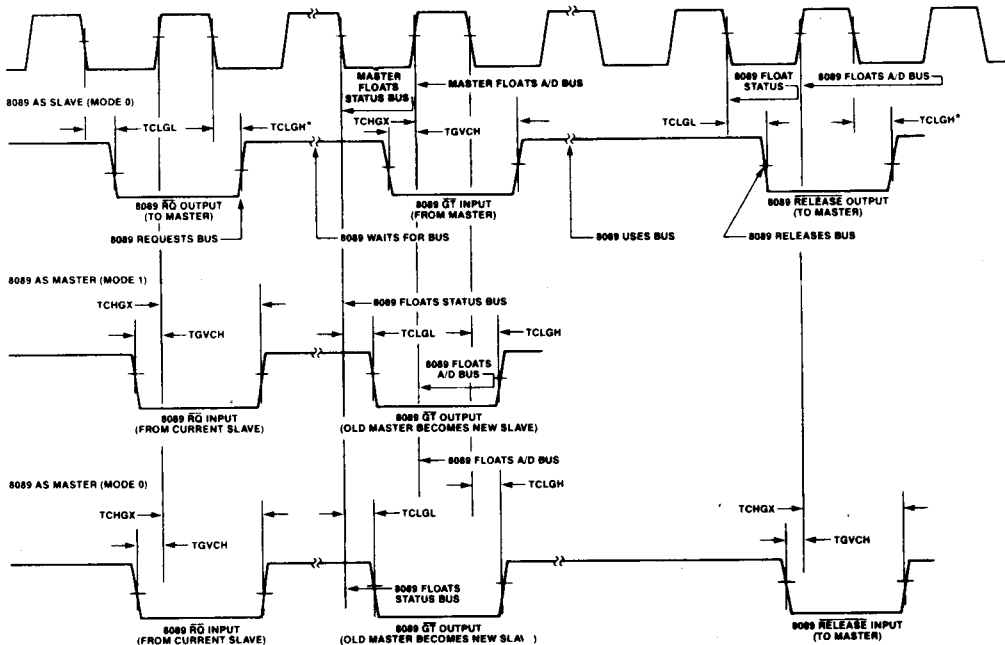 MASTER
FLOATS
STATUS BUS
MASTER FLOATS A/D BUS
8089 FLOAT
STATUS
8089 FLOATS A/D BUS
8089 AS SLAVE (MODE 0)
TCLGL
TCLGH*
TCHGX
TGVCH
TCLGL
TCLGH*
8089 RQ OUTPUT
(TO MASTER)
8089 GT INPUT
(FROM MASTER)
8089 RELEASE OUTPUT
(TO MASTER)
8089 REQUESTS BUS
8089 WAITS FOR BUS
8089 USES BUS
8089 RELEASES BUS
8089 AS MASTER (MODE 1)
TCHGX
TGVCH
8089 FLOATS STATUS BUS
TCLGL
TCLGH
8089 FLOATS
A/D BUS
8089 RQ INPUT
(FROM CURRENT SLAVE)
8089 GT OUTPUT
(OLD MASTER BECOMES NEW SLAVE)
8089 FLOATS A/D BUS
8089 AS MASTER (MODE 0)
TCLGH
TCHGX
TCLGL
TCHGX
TGVCH
TGVCH
8089 FLOATS
STATUS BUS
8089 RQ INPUT
(FROM CURRENT SLAVE)
8089 GT OUTPUT
(OLD MASTER BECOMES NEW SLAV )
8089 RELEASE INPUT
(TO MASTER)